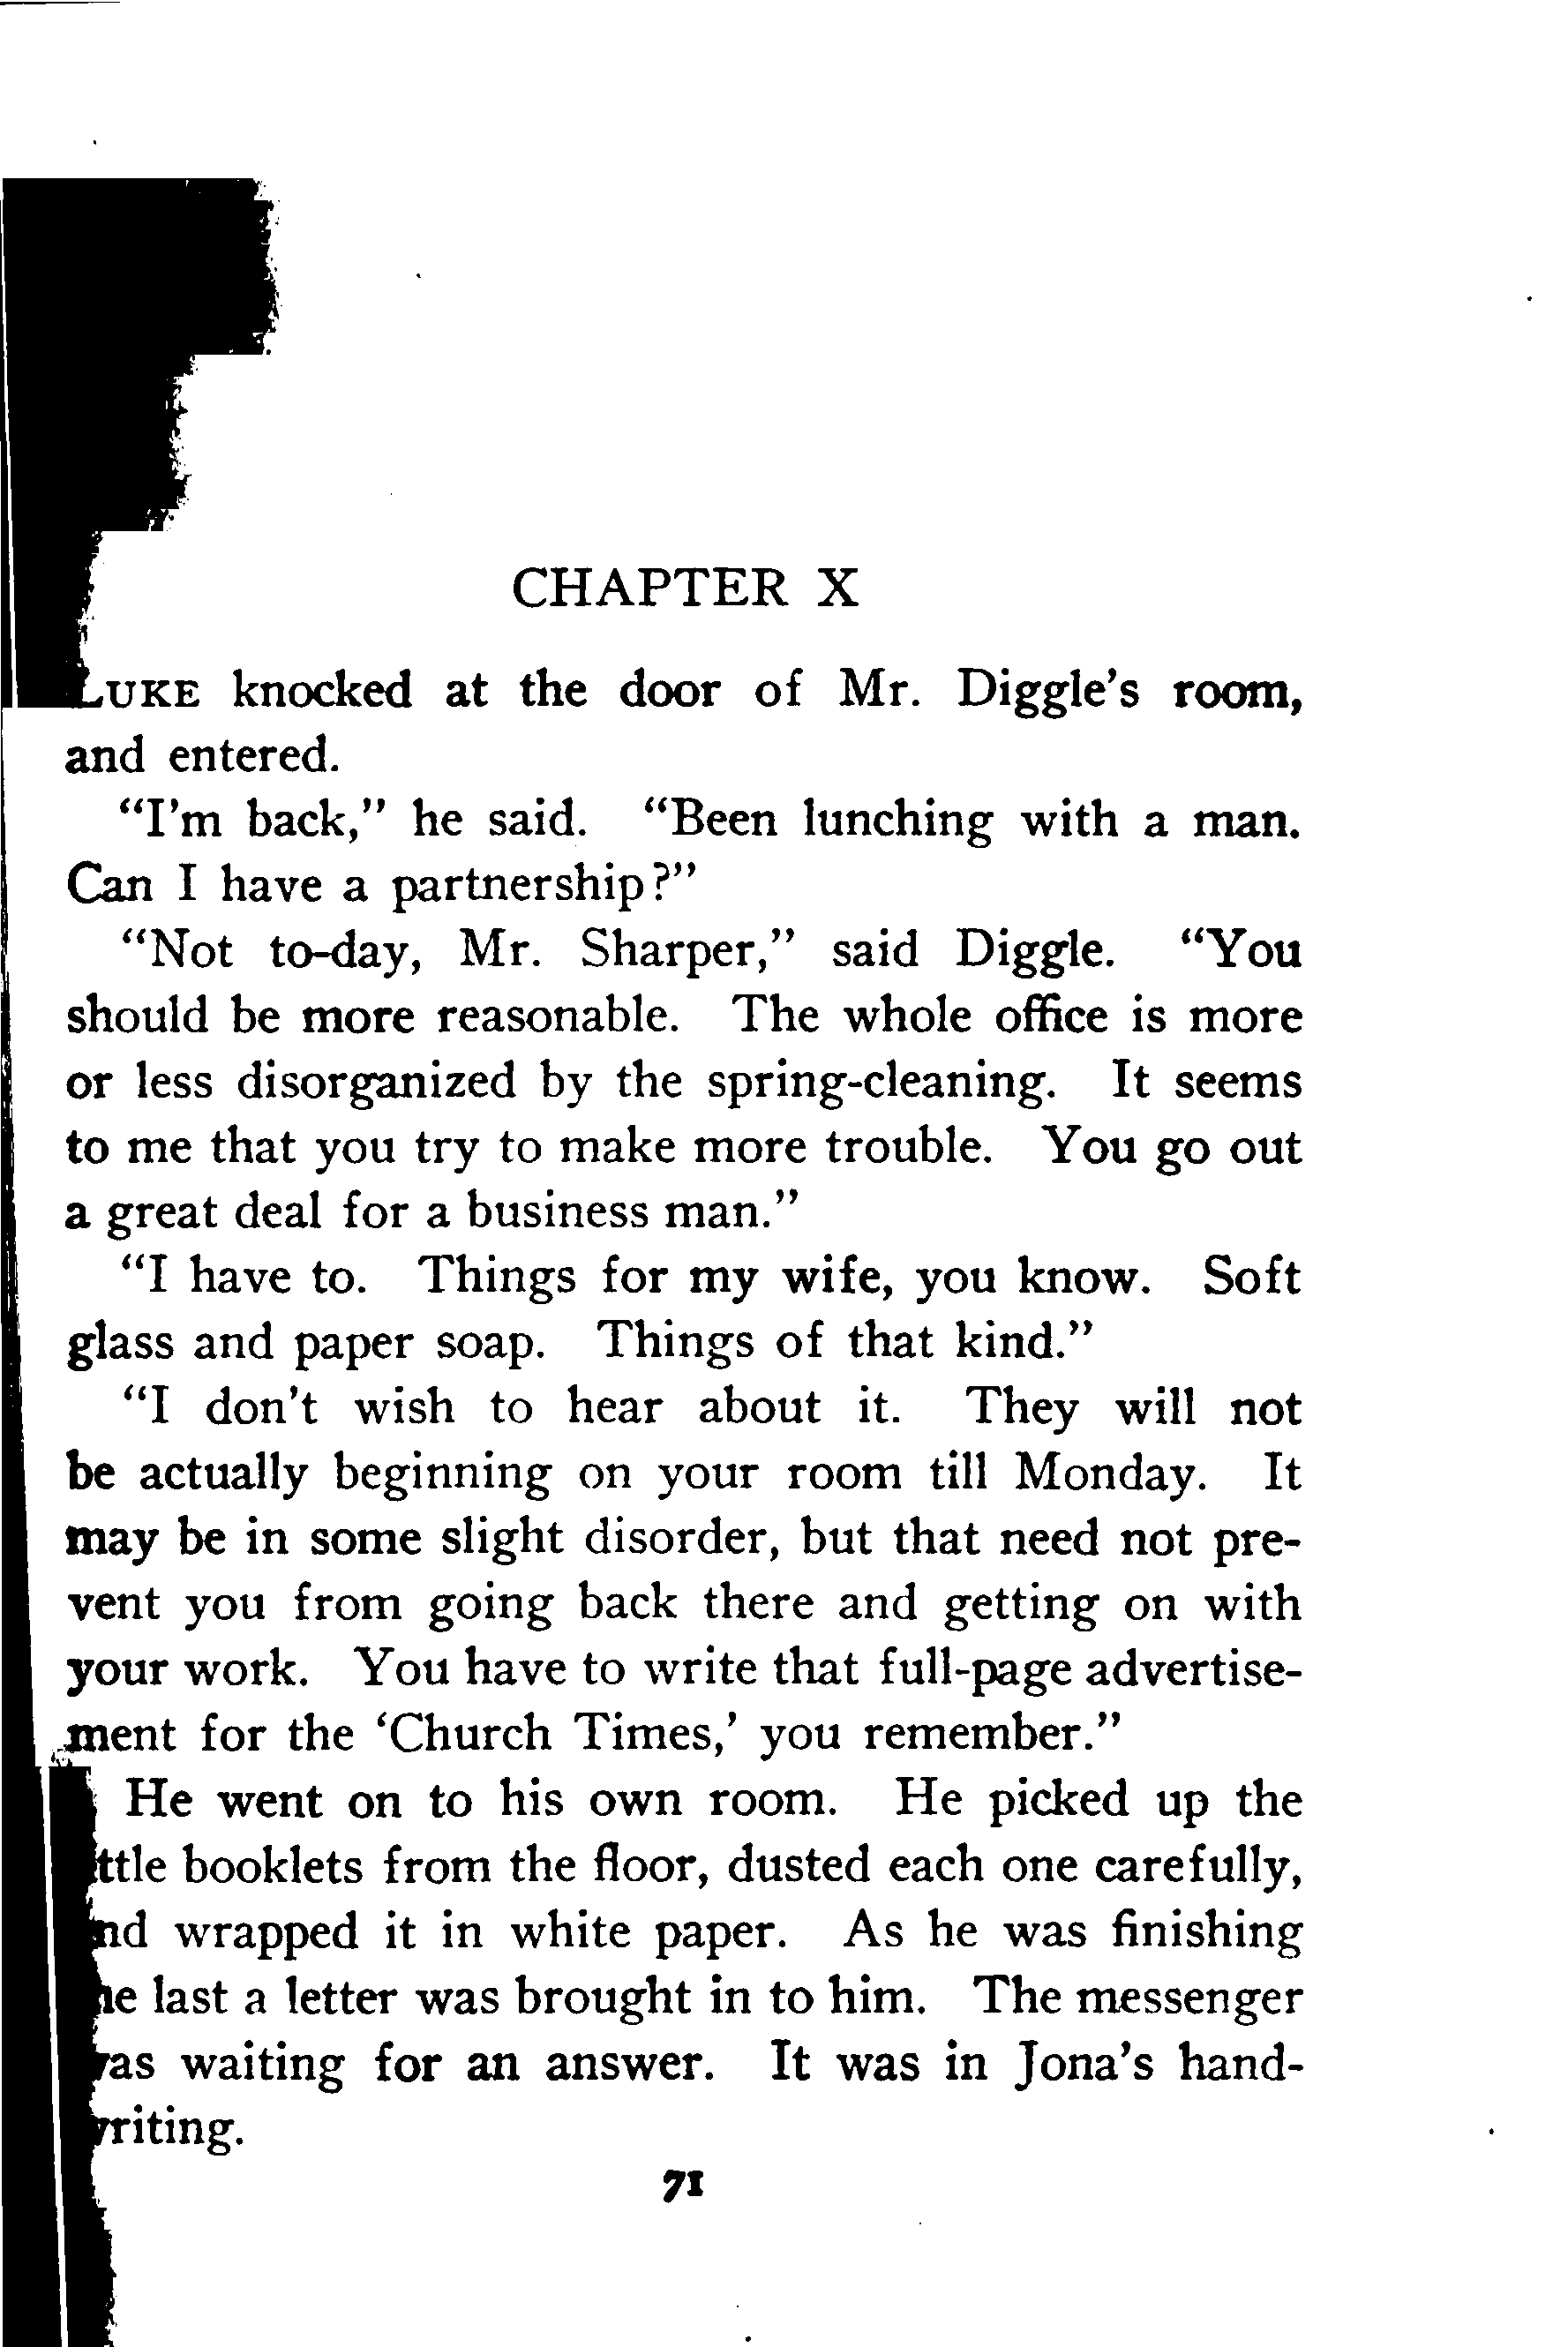 CHAPTER X
LUKE knocked at the door of Mr. Diggle's room,
and entered.
"I'm back," he said. "Been lunching with a man.
Can I have a partnership?"
"Not to-day, Mr. Sharper," said Diggle. "You
should be more reasonable. The whole office is more
or less disorganized by the spring-cleaning. It seems
to me that you try to make more trouble. You go out
a great deal for a business man."
"I have to. Things for my wife, you know. Soft
glass and paper soap. Things of that kind."
"I don't wish to hear about it. They will not
be actually beginning on your room till Monday. It
may be in some slight disorder, but that need not pre-
vent you from going back there and getting on with
your work. You have to write that full-page advertise-
ment for the 'Church Times,' you remember."
He went on to his own room. He picked up the
ttle booklets from the floor, dusted each one carefully,
nd wrapped it in white paper. As he was finishing
he last a letter was brought in to him. The messenger
as waiting for an answer. It was in Jona's hand-
riting.
71